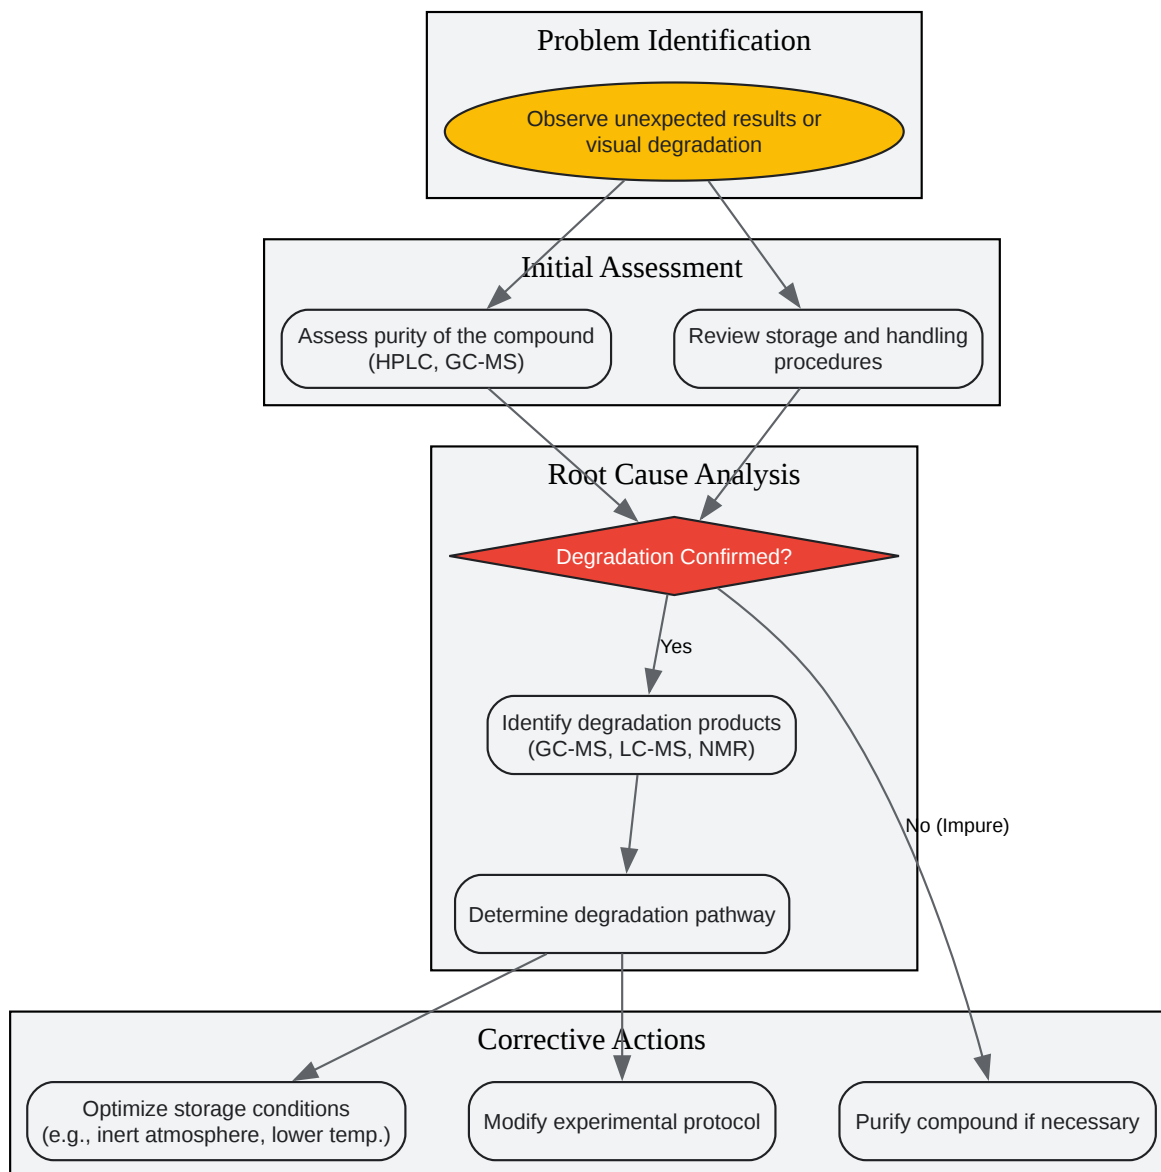 Problem Identification
Observe unexpected results or
visual degradation
Initial Assessment
Assess purity of the compound
(HPLC, GC-MS)
Review storage and handling
procedures
Root Cause Analysis
Degradation Confirmed?
Yes
Identify degradation products
(GC-MS, LC-MS, NMR)
No (Impure)
Determine degradation pathway
Corrective Actions
Optimize storage conditions
(e.g., inert atmosphere, lower temp.)
Modify experimental protocol
Purify compound if necessary